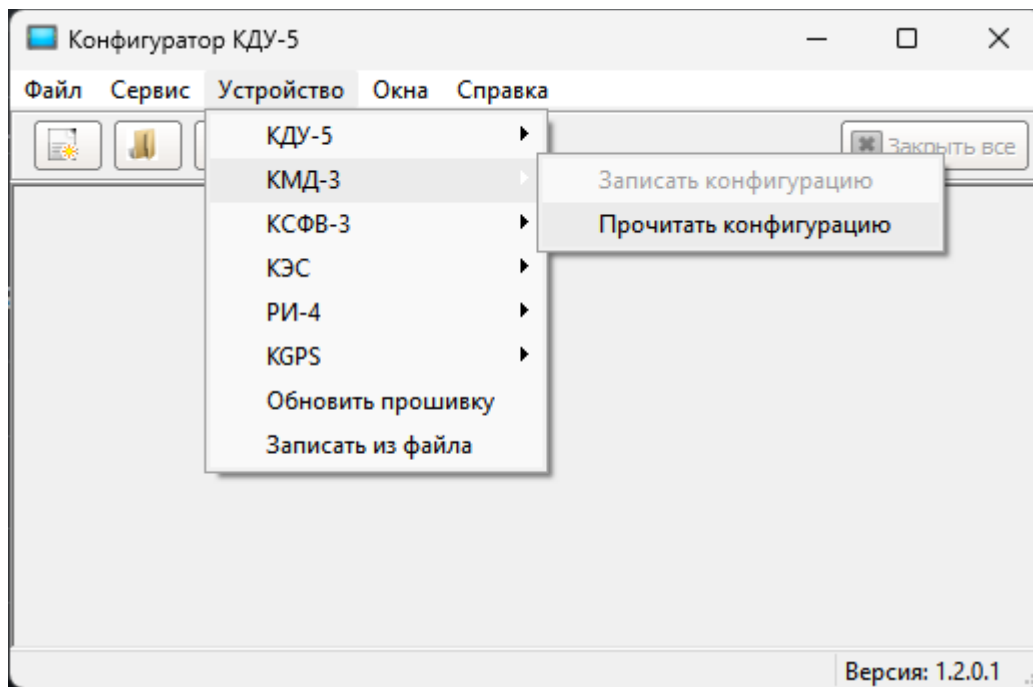 Конфигуратор КДУ-5
Файл Сервис Устройство Окна Справка
Закрыть все
КДУ-5
КМД-3
Записать конфигурацию
КСФВ-3
Прочитать конфигурацию
КЭС
РИ-4
KGPS
Обновить прошивку
Записать из файла
Версия: 1.2.0.1